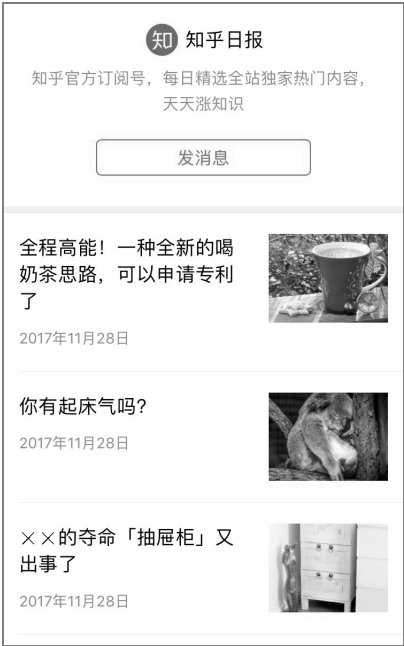 知 知乎日报
知乎官方订阅号，每日精选全站独家热门内容，
天天涨知识
发消息
全程高能！一种全新的喝
奶茶思路，可以申请专利
了
2017年11月28日
你有起床气吗？
2017年11月28日
××的夺命「抽屉柜」又
出事了
2017年11月28日